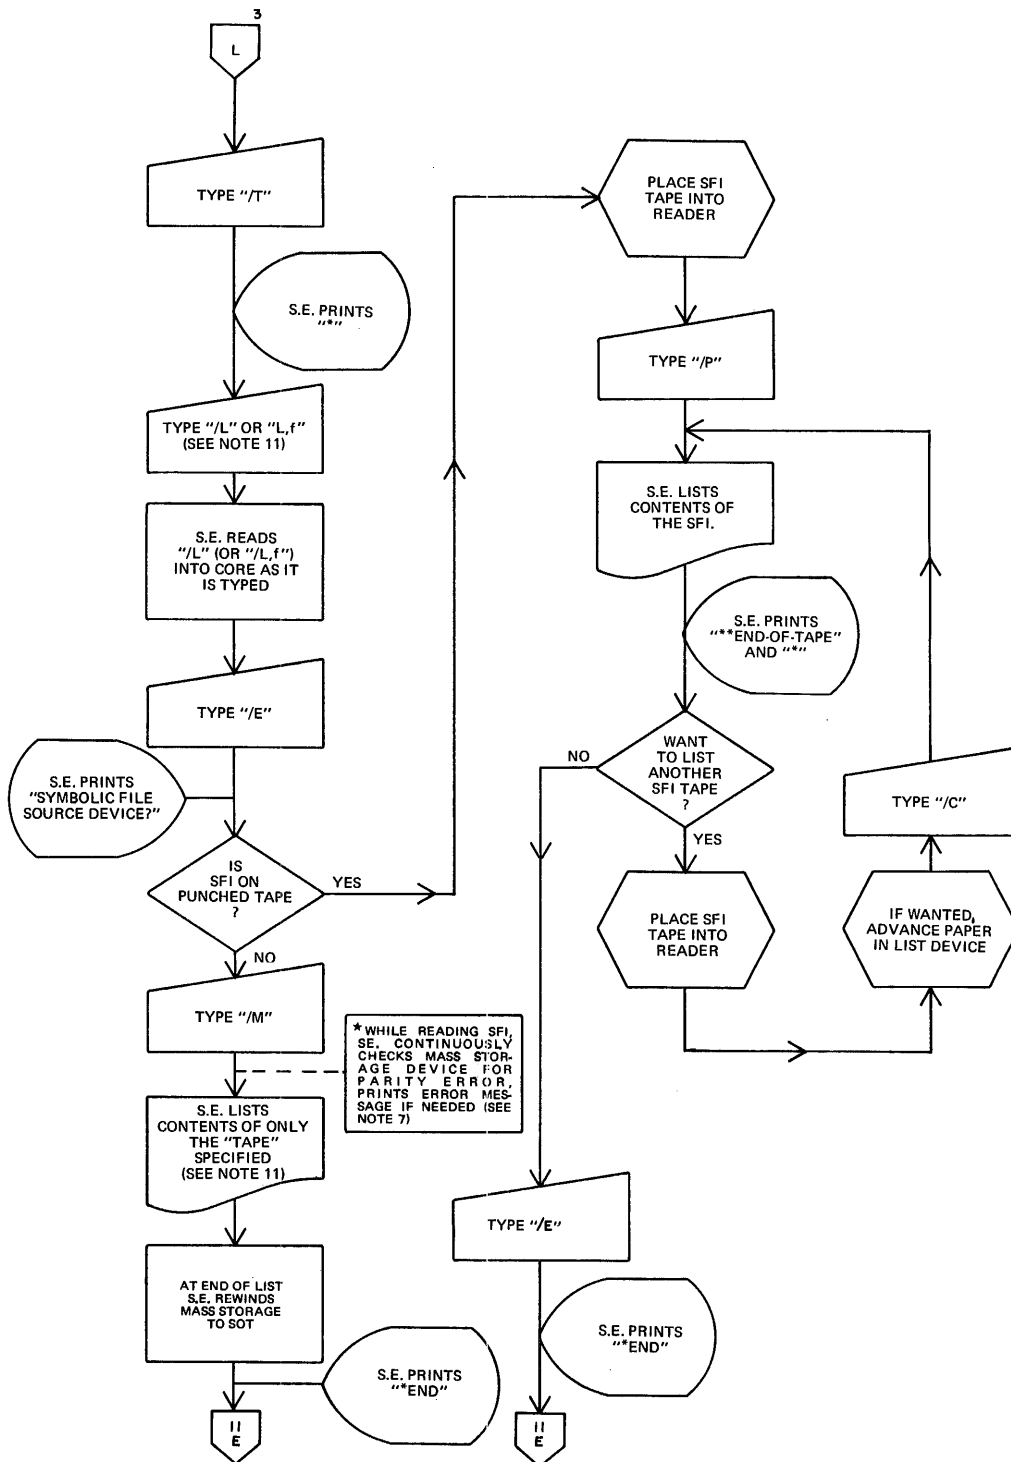 3
L
TYPE "/T"
S.E. PRINTS
"*"
TYPE "/L" OR "L,f"
(SEE NOTE 11)
S.E. READS
"/L" (OR "/L,f")
INTO CORE AS IT
IS TYPED
TYPE "/E"
S.E. PRINTS
"SYMBOLIC FILE
SOURCE DEVICE?"
IS
SFI ON
PUNCHED TAPE
?
YES
NO
TYPE "/M"
*WHILE READING SFI,
SE. CONTINUOUSLY
CHECKS MASS STOR-
AGE DEVICE FOR
PARITY ERROR,
PRINTS ERROR MES-
SAGE IF NEEDED (SEE
NOTE 7)
S.E. LISTS
CONTENTS OF ONLY
THE "TAPE"
SPECIFIED
(SEE NOTE 11)
AT END OF LIST
S.E. REWINDS
MASS STORAGE
TO SOT
S.E. PRINTS
"*END"
11
E
PLACE SFI
TAPE INTO
READER
TYPE "/P"
S.E. LISTS
CONTENTS OF
THE SFI.
S.E. PRINTS
"**END-OF-TAPE"
AND "*"
WANT
TO LIST
ANOTHER
SFI TAPE
?
NO
YES
PLACE SFI
TAPE INTO
READER
IF WANTED,
ADVANCE PAPER
IN LIST DEVICE
TYPE "/C"
TYPE "/E"
S.E. PRINTS
"*END"
11
E